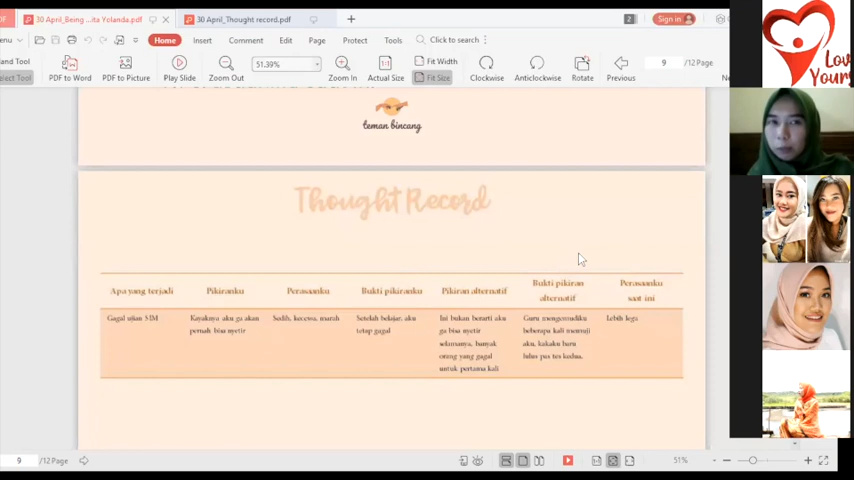 30 April_Being ...ita Yolanda.pdf
30 April_Thought record.pdf
2
Sign in
Home
Insert
Comment
Edit
Page
Protect
Tools
Click to search
PDF to Word
PDF to Picture
Play Slide
Zoom Out
51.39%
Zoom In
Actual Size
Fit Width
Fit Size
Clockwise
Anticlockwise
Rotate
Previous
9 /12 Page
teman bincang
Thought Record
Apa yang terjadi
Pikiranku
Perasaanku
Bukti pikiranku
Pikiran alternatif
Bukti pikiran
alternatif
Perasaanku
saat ini
Gagal ujian SIM
Kayaknya aku ga akan
pernah bisa nyetir
Sedih, kecewa, marah
Setelah belajar, aku
tetap gagal
Ini bukan berarti aku
ga bisa nyetir
selamanya, banyak
orang yang gagal
untuk pertama kali
Guru mengemudiku
beberapa kali memuji
aku, kakaku baru
lulus pas tes kedua.
Lebih lega
9 /12 Page
51%
Love